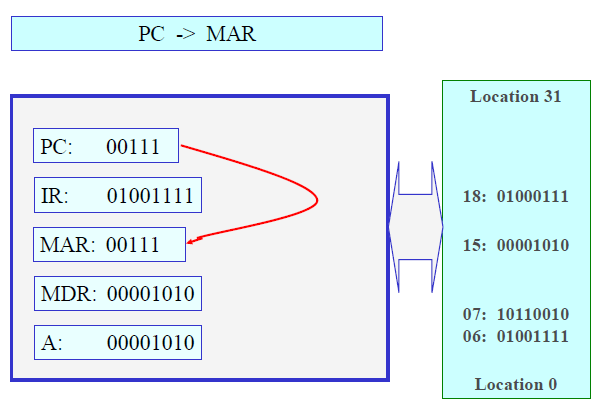 PC -> MAR
Location 31
PC: 00111
IR: 01001111
18: 01000111
MAR: 00111
15: 00001010
MDR: 00001010
07: 10110010
06: 01001111
A: 00001010
Location 0